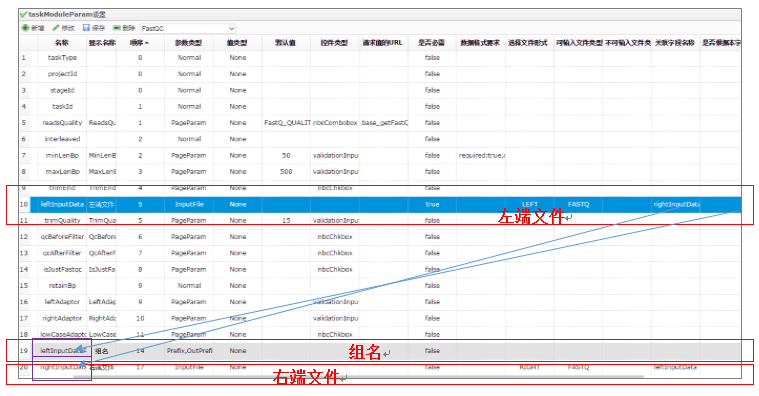 taskModuleParam设置
新增 修改 保存 删除 FastQC
名称 显示名称 顺序 参数类型 值类型 默认值 控件类型 请求值的URL 是否必需 数据格式要求 选择文件形式 可输入文件类型 不可输入文件类 关联字段名称 是否根据本字
1 taskType 0 Normal None false
2 projectId 0 Normal None false
3 stageId 0 Normal None false
4 taskId 1 Normal None false
5 readsQuality ReadsQu 1 PageParam None FastQ_QUALIT nbcCombobox base_getFastC false
6 interleaved 2 Normal None false
7 minLenBp MinLenB 2 PageParam None 50 validationInpu false required:true,
8 maxLenBp MaxLenB 3 PageParam None 500 validationInpu false
9 trimEnd TrimEnd 4 PageParam None nbcChkbox false
10 leftInputData 左端文件 5 InputFile None true LEFT FASTQ rightInputData
左端文件
11 trimQuality TrimQua 5 PageParam None 15 validationInpu false
12 qcBeforeFilter QcBefore 6 PageParam None nbcChkbox false
13 qcAfterFilter QcAfterF 7 PageParam None nbcChkbox false
14 isJustFastqc IsJustFa 8 PageParam None nbcChkbox false
15 retainBp 9 Normal None false
16 leftAdaptor LeftAdap 9 PageParam None validationInpu false
17 rightAdaptor RightAda 10 PageParam None validationInpu false
18 lowCaseAdapto LowCase 11 PageParam None nbcChkbox false
19 leftInputData 组名 14 Prefix,OutPrefi None false
组名
20 rightInputData 右端文件 17 InputFile None false RIGHT FASTQ leftInputData
右端文件